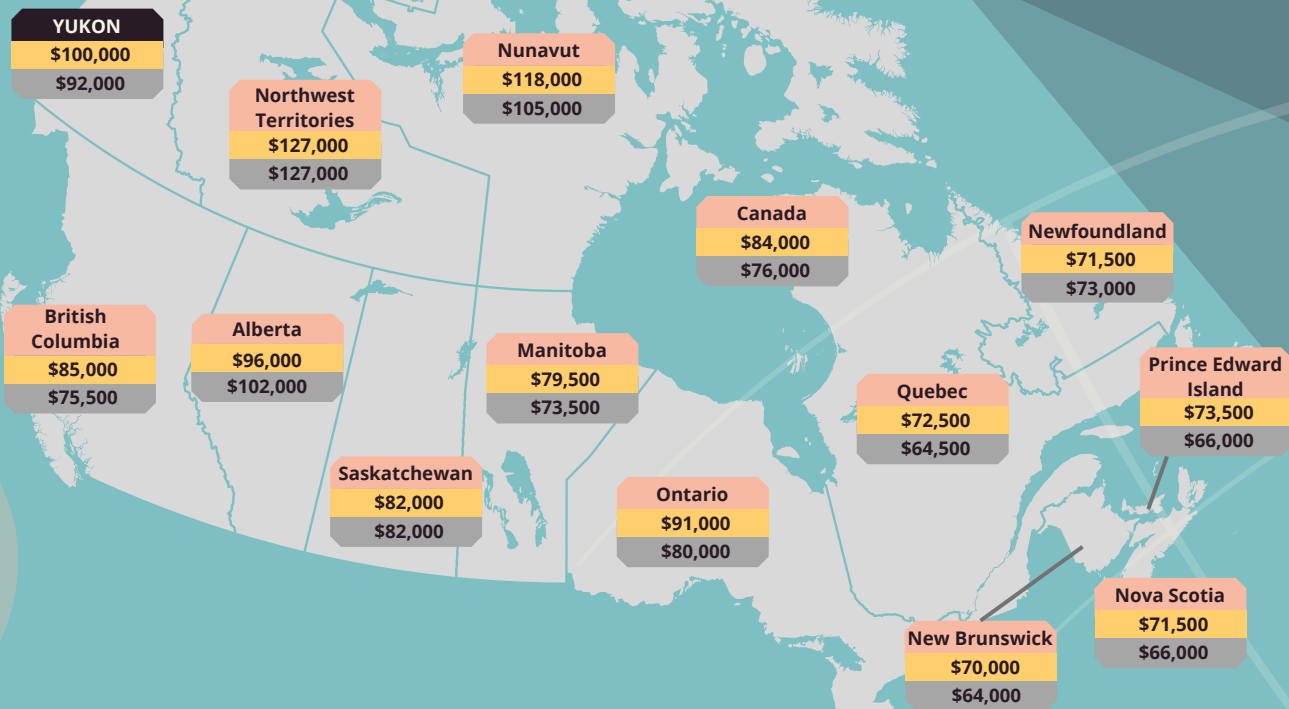 YUKON
$100,000
$92,000
Nunavut
$118,000
$105,000
Northwest
Territories
$127,000
$127,000
Canada
$84,000
$76,000
Newfoundland
$71,500
$73,000
British
Columbia
$85,000
$75,500
Alberta
$96,000
$102,000
Manitoba
$79,500
$73,500
Prince Edward
Island
$73,500
$66,000
Quebec
$72,500
$64,500
Saskatchewan
$82,000
$82,000
Ontario
$91,000
$80,000
Nova Scotia
$71,500
$66,000
New Brunswick
$70,000
$64,000